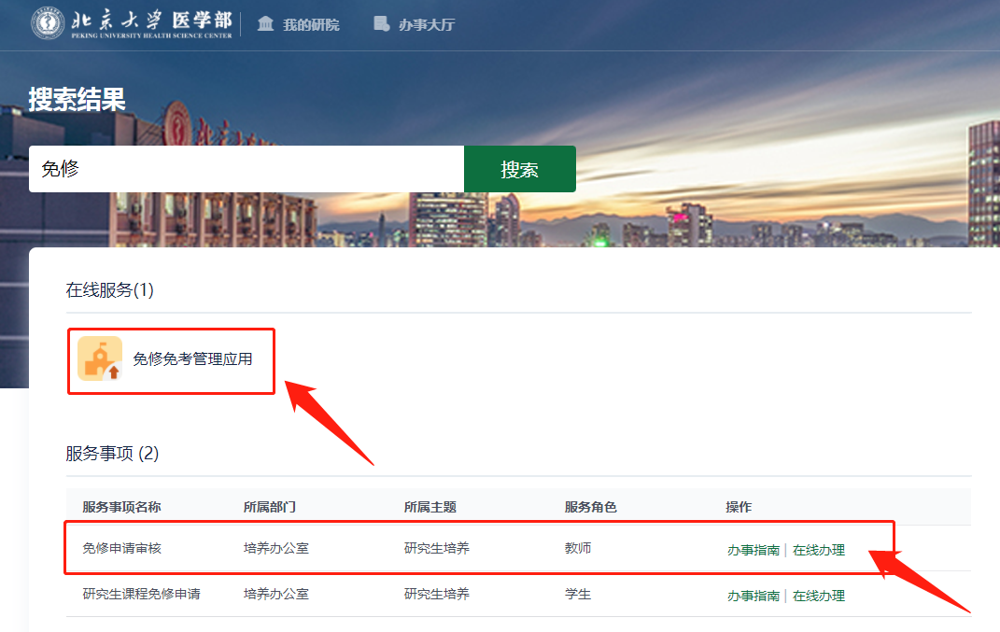 北京大学 医学部 我的研院 办事大厅
PEKING UNIVERSITY HEALTH SCIENCE CENTER
搜索结果
免修 搜索
在线服务(1)
免修免考管理应用
服务事项 (2)
服务事项名称 所属部门 所属主题 服务角色 操作
免修申请审核 培养办公室 研究生培养 教师 办事指南 | 在线办理
研究生课程免修申请 培养办公室 研究生培养 学生 办事指南 | 在线办理